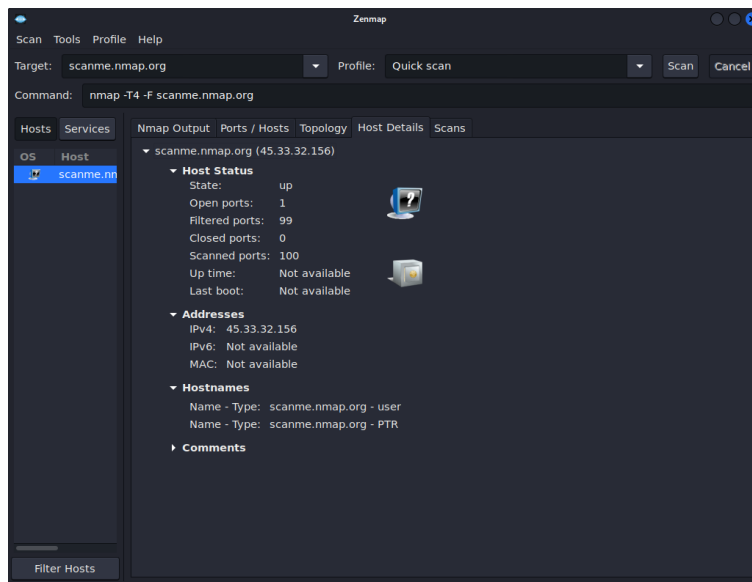 Zenmap
Scan Tools Profile Help
Target: scanme.nmap.org Profile: Quick scan Scan Cancel
Command: nmap -T4 -F scanme.nmap.org
Hosts Services
OS Host
scanme.nn
Filter Hosts
Nmap Output Ports / Hosts Topology Host Details Scans
scanme.nmap.org (45.33.32.156)
Host Status
State: up
Open ports: 1
Filtered ports: 99
Closed ports: 0
Scanned ports: 100
Up time: Not available
Last boot: Not available
Addresses
IPv4: 45.33.32.156
IPv6: Not available
MAC: Not available
Hostnames
Name - Type: scanme.nmap.org - user
Name - Type: scanme.nmap.org - PTR
Comments